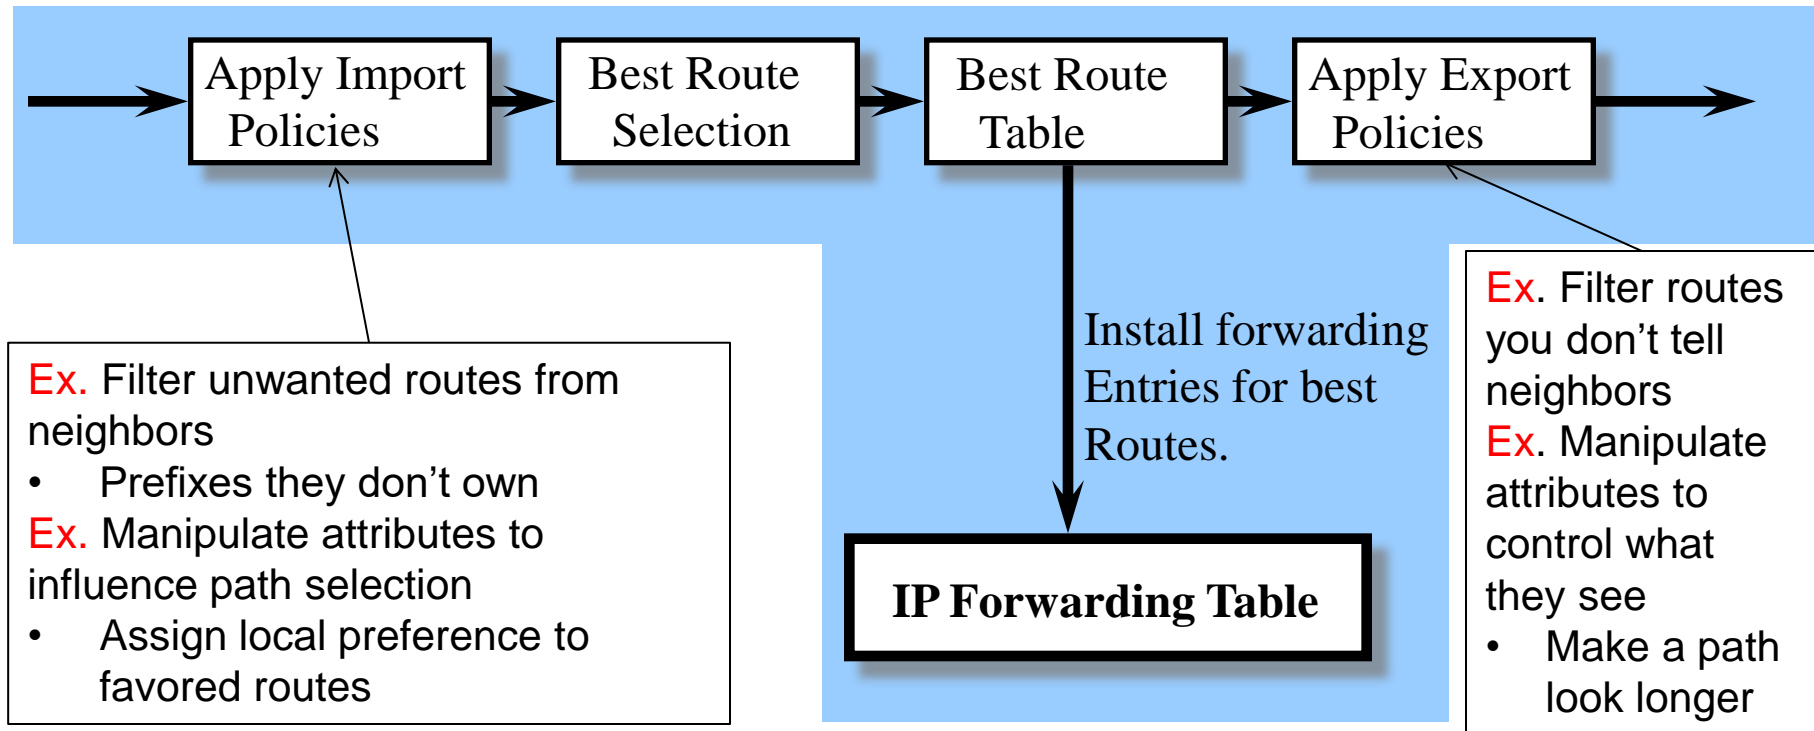 Apply Import
Policies
Best Route
Selection
Best Route
Table
Apply Export
Policies
Install forwarding
Entries for best
Routes.
IP Forwarding Table
Ex. Filter unwanted routes from
neighbors
• Prefixes they don’t own
Ex. Manipulate attributes to
influence path selection
• Assign local preference to
favored routes
Ex. Filter routes
you don’t tell
neighbors
Ex. Manipulate
attributes to
control what
they see
• Make a path
look longer